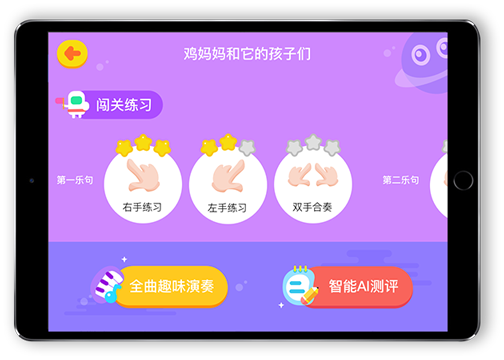 鸡妈妈和它的孩子们
闯关练习
第一乐句
右手练习
左手练习
双手合奏
第二乐句
全曲趣味演奏
智能AI测评